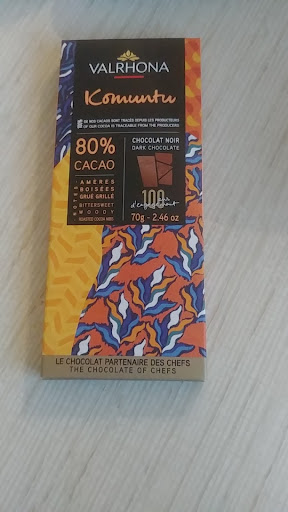 VALRHONA
Komuntu
100% DE NOS CACAOS SONT TRACÉS DEPUIS LES PRODUCTEURS
OF OUR COCOA IS TRACEABLE FROM THE PRODUCERS
80%
CACAO
CHOCOLAT NOIR
DARK CHOCOLATE
AMÈRES
BOISÉES
GRUÉ GRILLÉ
BITTERSWEET
WOODY
ROASTED COCOA NIBS
100
70g - 2.46 oz
LE CHOCOLAT PARTENAIRE DES CHEFS
THE CHOCOLATE OF CHEFS